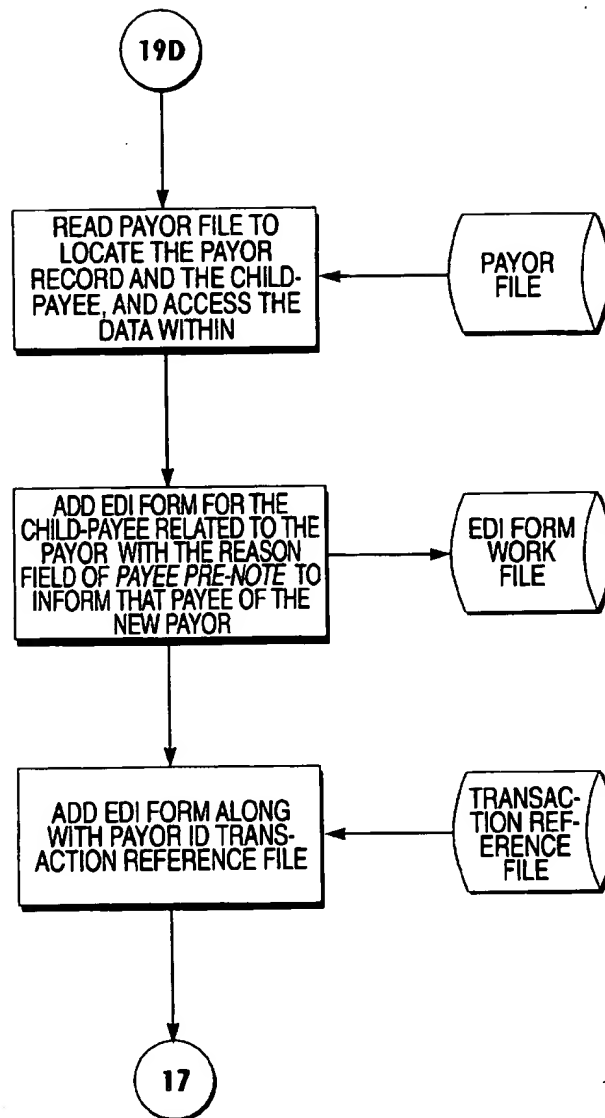 19D
READ PAYOR FILE TO
LOCATE THE PAYOR
RECORD AND THE CHILD-
PAYEE, AND ACCESS THE
DATA WITHIN
PAYOR
FILE
ADD EDI FORM FOR THE
CHILD-PAYEE RELATED TO THE
PAYOR WITH THE REASON
FIELD OF PAYEE PRE-NOTE TO
INFORM THAT PAYEE OF THE
NEW PAYOR
EDI FORM
WORK
FILE
ADD EDI FORM ALONG
WITH PAYOR ID TRANS-
ACTION REFERENCE FILE
TRANSAC-
TION REF-
ERENCE
FILE
17